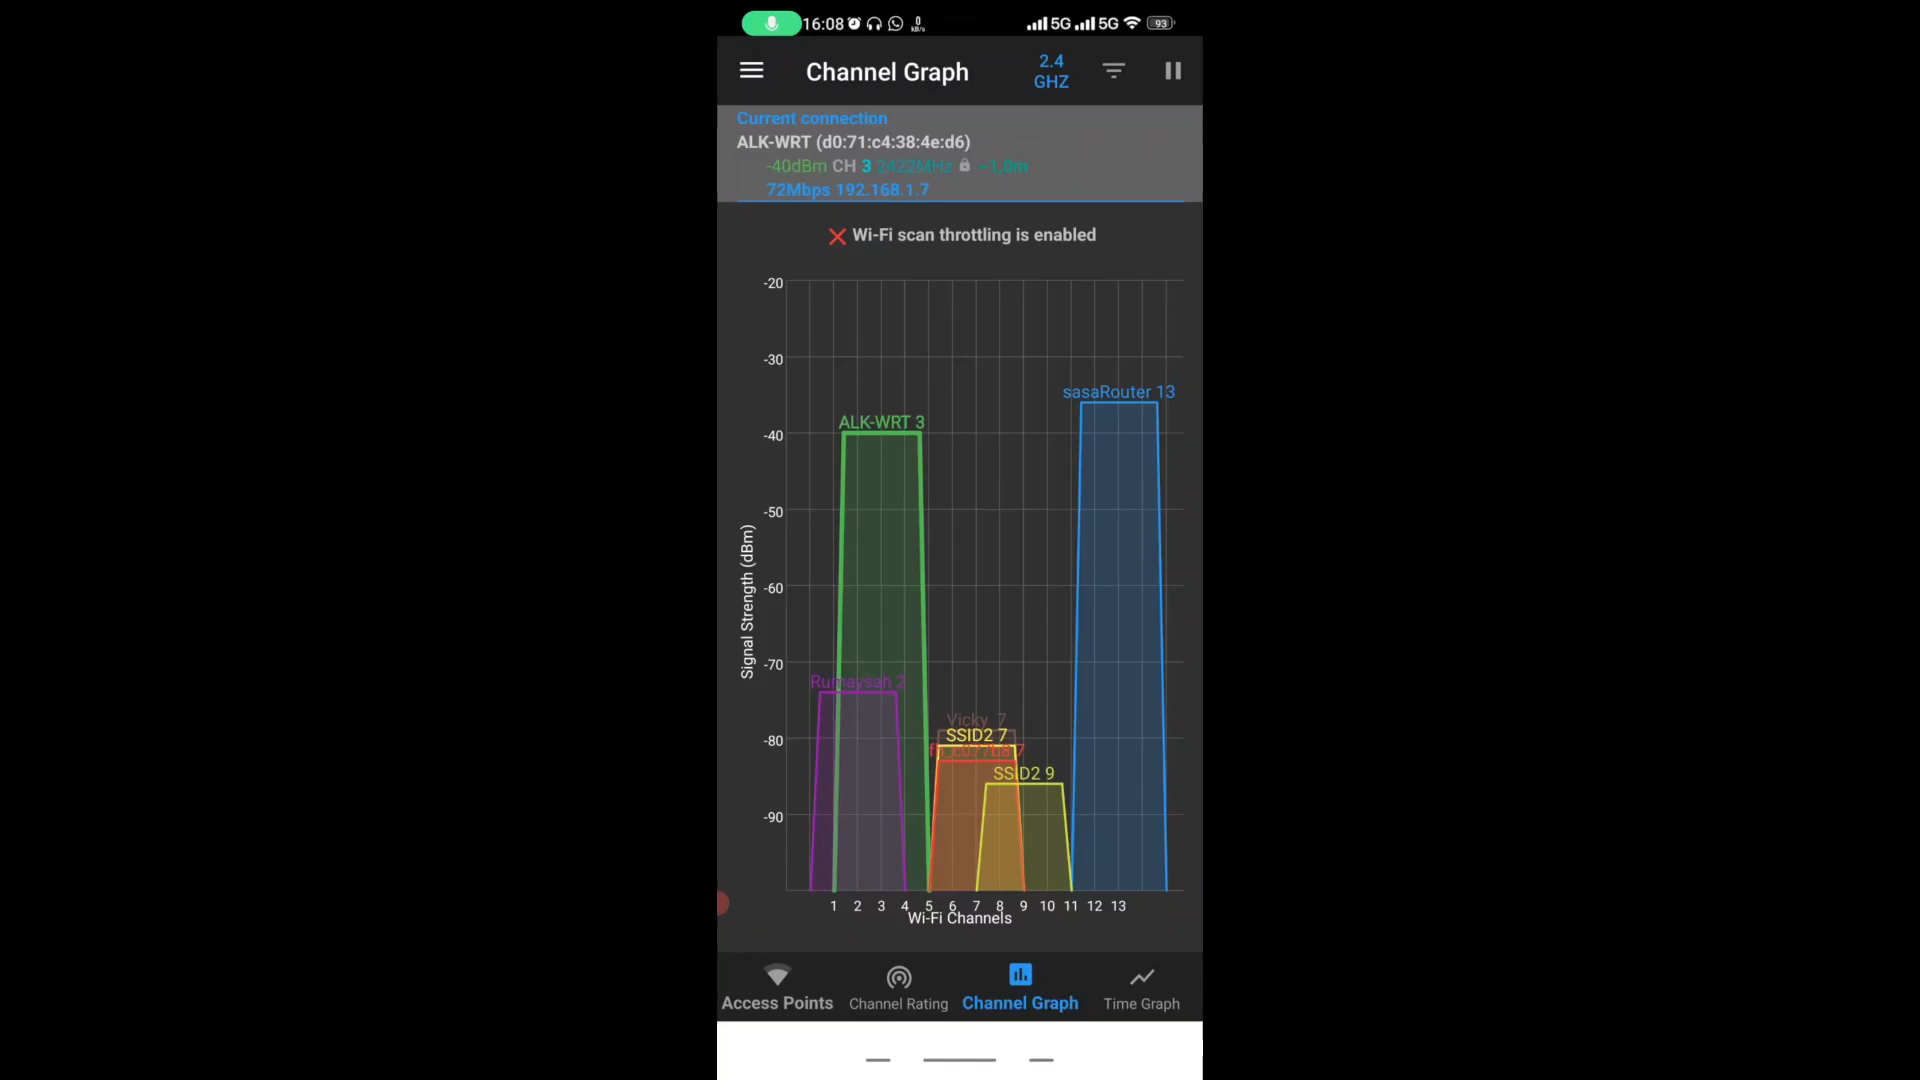 16:08
0
KB/s
5G
5G
93
Channel Graph
2.4
GHZ
Current connection
ALK-WRT (d0:71:c4:38:4e:d6)
-40dBm CH 3 2422MHz ~1,0m
72Mbps 192.168.1.7
Wi-Fi scan throttling is enabled
-20
-30
-40
-50
-60
-70
-80
-90
Signal Strength (dBm)
sasaRouter 13
ALK-WRT 3
Rumaysah 2
Vicky 7
SSID2 7
SSID2 9
1 2 3 4 5 6 7 8 9 10 11 12 13
Wi-Fi Channels
Access Points
Channel Rating
Channel Graph
Time Graph